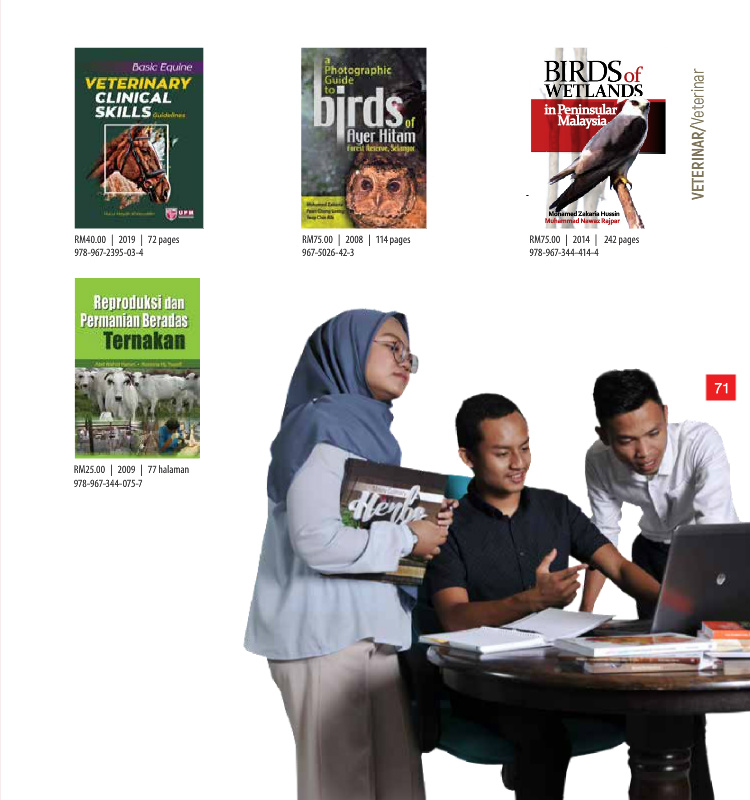 Basic Equine
VETERINARY
CLINICAL
SKILLS Guidelines
UPM
RM40.00 | 2019 | 72 pages
978-967-2395-03-4
a
Photographic
Guide
to
birds of
Ayer Hitam
Forest Reserve, Selangor
Mohamed Zakaria
RM75.00 | 2008 | 114 pages
967-5026-42-3
BIRDS of
WETLANDS
in Peninsular
Malaysia
Mohamed Zakaria Hussin
Muhammad Nawaz Rajpar
RM75.00 | 2014 | 242 pages
978-967-344-414-4
VETERINAR/Veterinar
Reproduksi dan
Permanian Beradas
Ternakan
RM25.00 | 2009 | 77 halaman
978-967-344-075-7
71
Herba